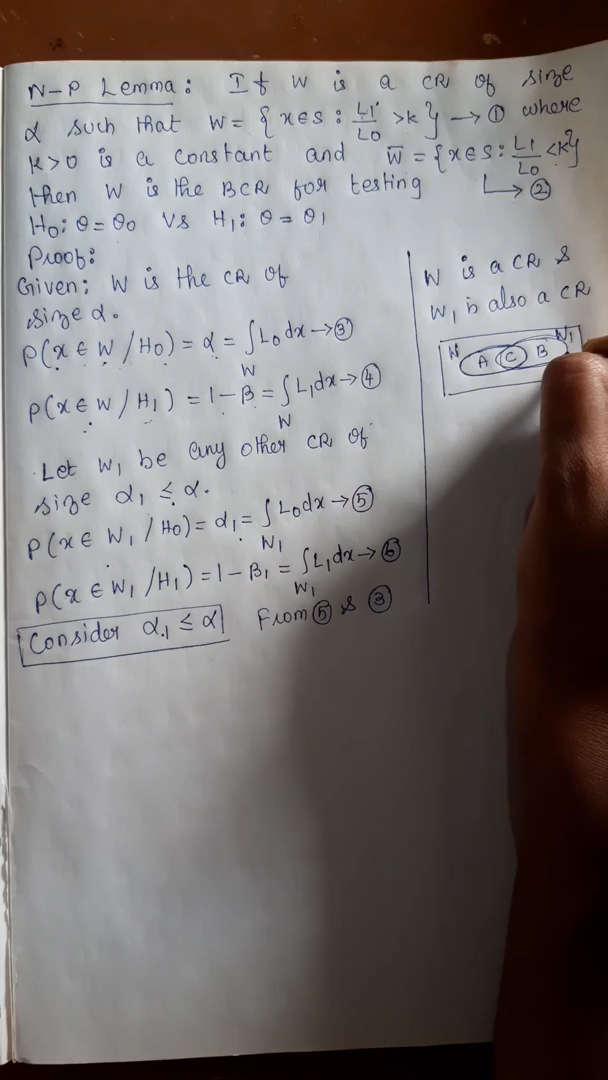 N-P Lemma: If W is a CR of size
α such that W = { x∈s : L1/L0 >k } → ① where
k>0 is a constant and W̅ = { x∈s : L1/L0 <k }
then W is the BCR for testing ↳ ②
H0: θ = θ0 Vs H1: θ = θ1
Proof:
Given: W is the CR of
size α.
P(x ∈ W / H0) = α = ∫W L0 dx → ③
P(x ∈ W / H1) = 1 - β = ∫W L1 dx → ④
Let W1 be any other CR of
size α1 ≤ α.
P(x ∈ W1 / H0) = α1 = ∫W1 L0 dx → ⑤
P(x ∈ W1 / H1) = 1 - β1 = ∫W1 L1 dx → ⑥
Consider α1 ≤ α From ⑤ & ③
W is a CR &
W1 is also a CR
W A C B W1